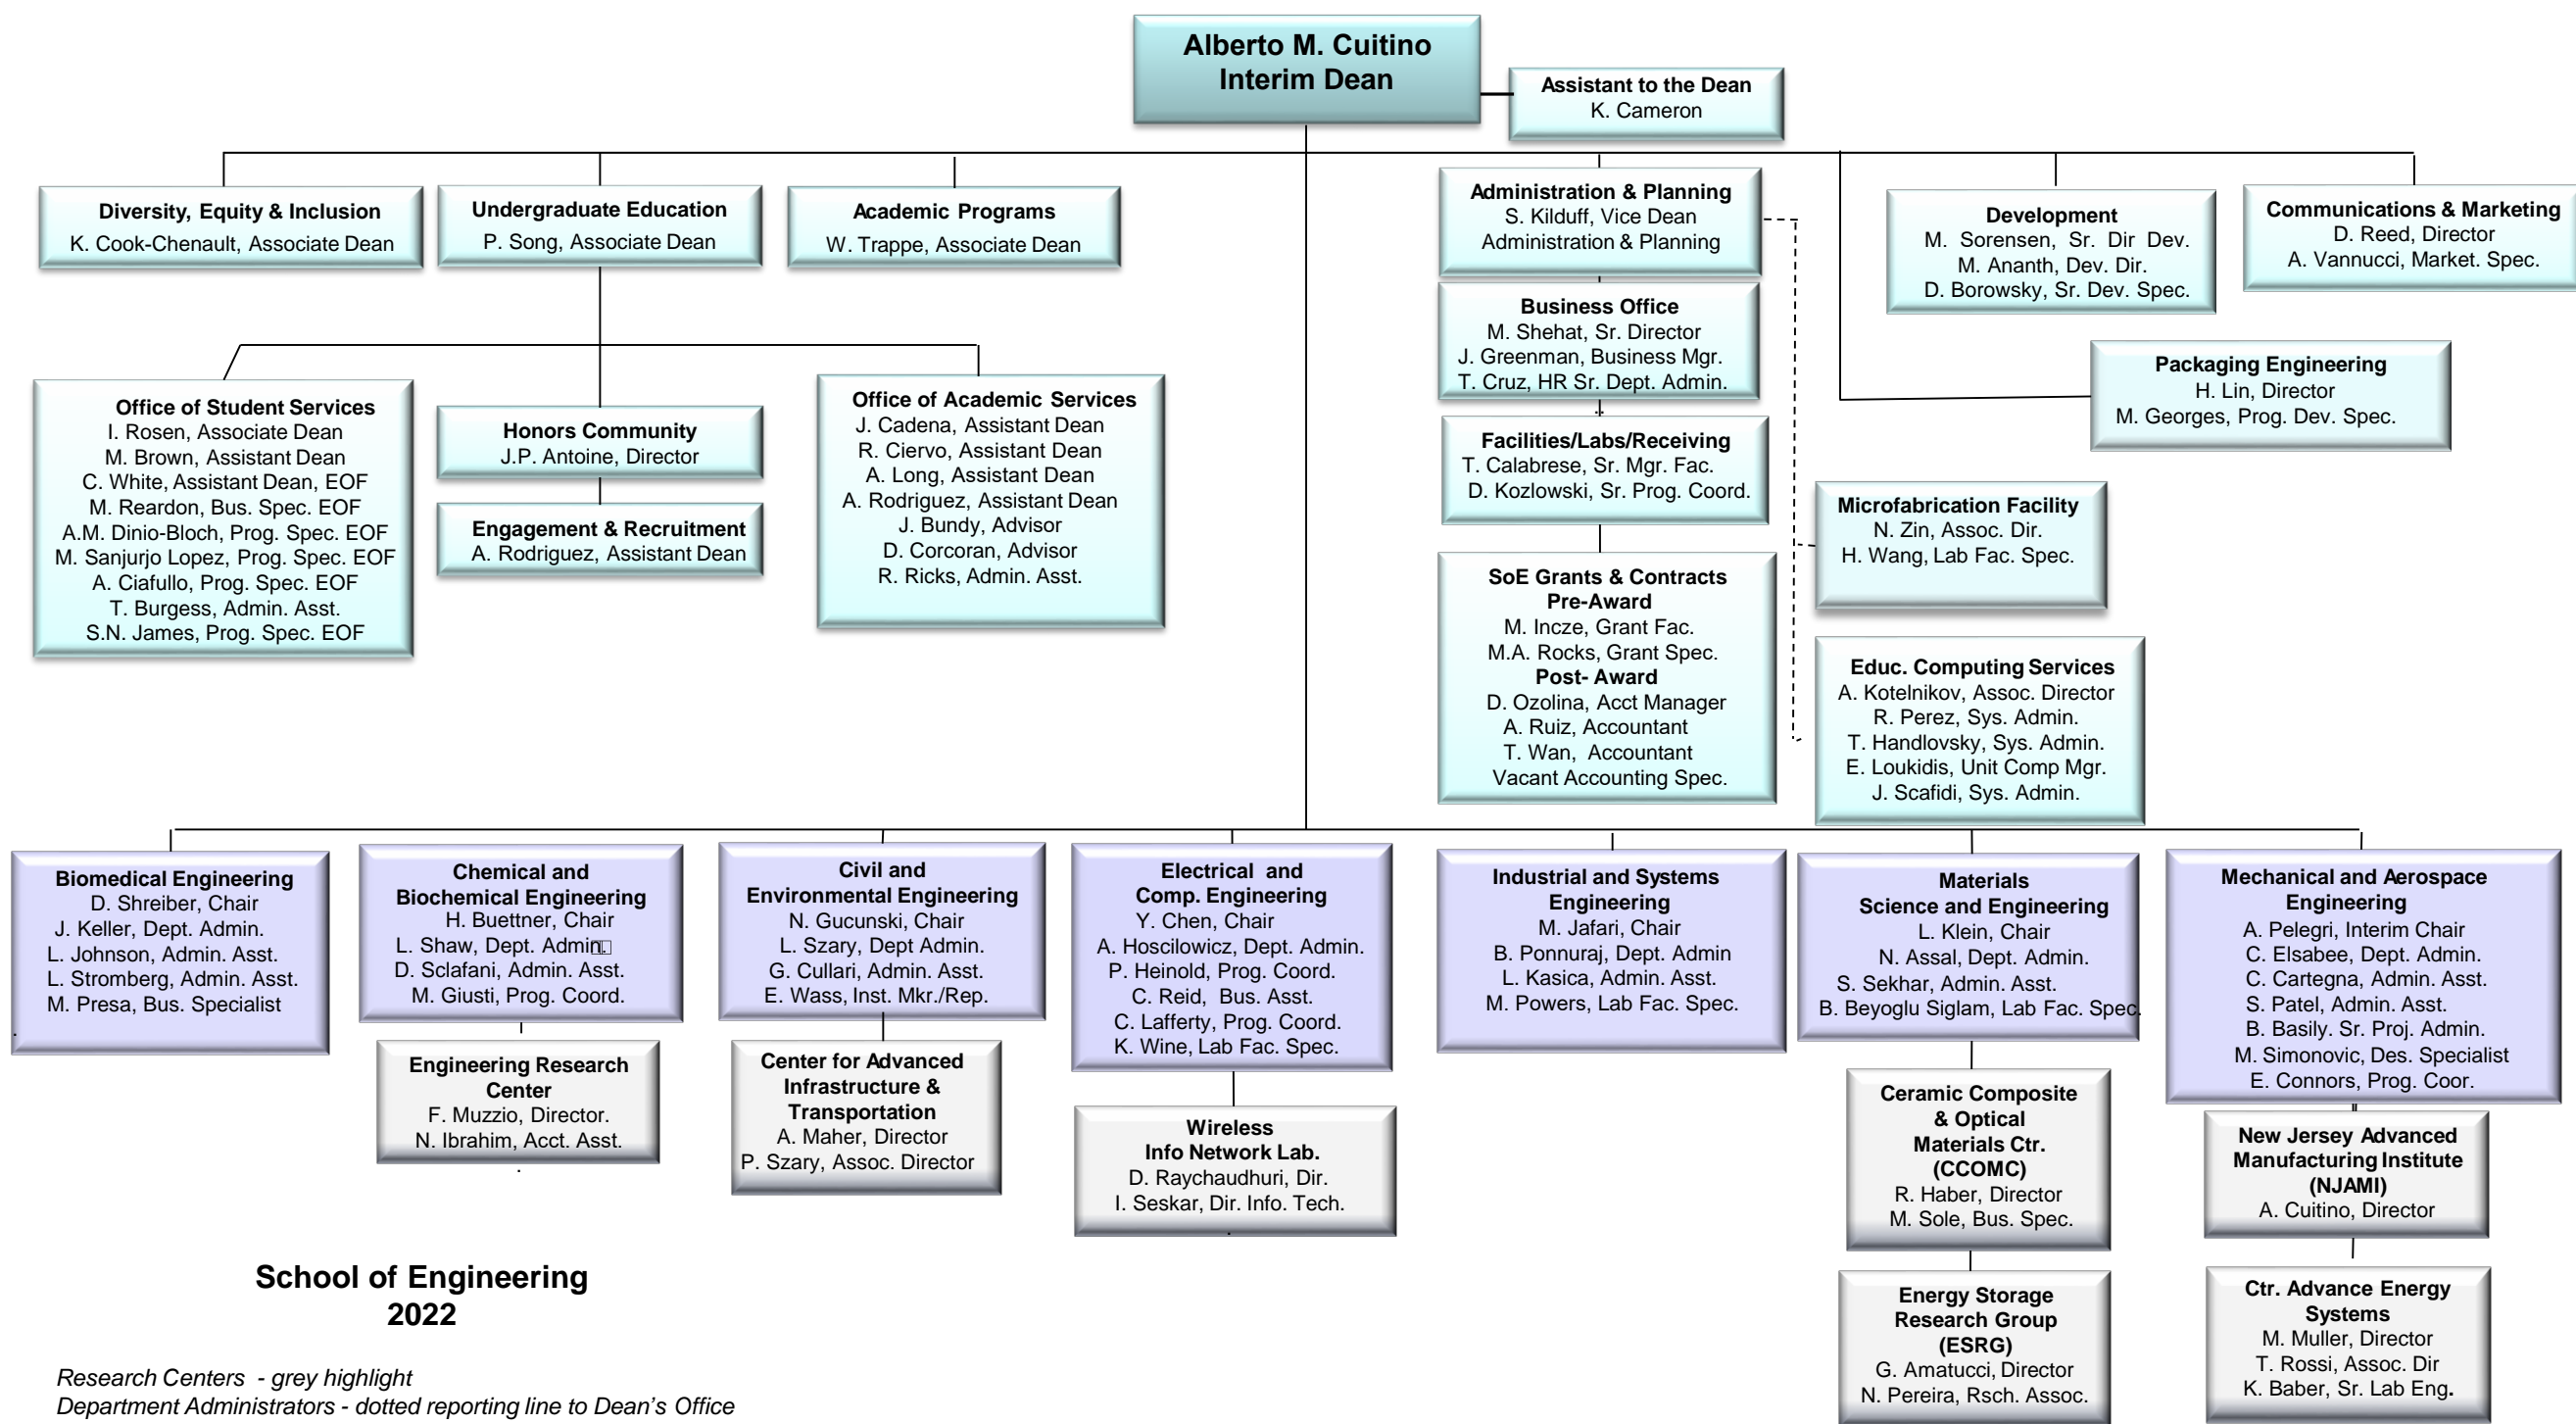 Alberto M. Cuitino
Interim Dean
Assistant to the Dean
K. Cameron
Diversity, Equity & Inclusion
K. Cook-Chenault, Associate Dean
Undergraduate Education
P. Song, Associate Dean
Academic Programs
W. Trappe, Associate Dean
Administration & Planning
S. Kilduff, Vice Dean
Administration & Planning
Development
M. Sorensen, Sr. Dir Dev.
M. Ananth, Dev. Dir.
D. Borowsky, Sr. Dev. Spec.
Communications & Marketing
D. Reed, Director
A. Vannucci, Market. Spec.
Business Office
M. Shehat, Sr. Director
J. Greenman, Business Mgr.
T. Cruz, HR Sr. Dept. Admin.
Packaging Engineering
H. Lin, Director
M. Georges, Prog. Dev. Spec.
Office of Student Services
I. Rosen, Associate Dean
M. Brown, Assistant Dean
C. White, Assistant Dean, EOF
M. Reardon, Bus. Spec. EOF
A.M. Dinio-Bloch, Prog. Spec. EOF
M. Sanjurjo Lopez, Prog. Spec. EOF
A. Ciafullo, Prog. Spec. EOF
T. Burgess, Admin. Asst.
S.N. James, Prog. Spec. EOF
Honors Community
J.P. Antoine, Director
Engagement & Recruitment
A. Rodriguez, Assistant Dean
Office of Academic Services
J. Cadena, Assistant Dean
R. Ciervo, Assistant Dean
A. Long, Assistant Dean
A. Rodriguez, Assistant Dean
J. Bundy, Advisor
D. Corcoran, Advisor
R. Ricks, Admin. Asst.
Facilities/Labs/Receiving
T. Calabrese, Sr. Mgr. Fac.
D. Kozlowski, Sr. Prog. Coord.
Microfabrication Facility
N. Zin, Assoc. Dir.
H. Wang, Lab Fac. Spec.
SoE Grants & Contracts
Pre-Award
M. Incze, Grant Fac.
M.A. Rocks, Grant Spec.
Post- Award
D. Ozolina, Acct Manager
A. Ruiz, Accountant
T. Wan, Accountant
Vacant Accounting Spec.
Educ. Computing Services
A. Kotelnikov, Assoc. Director
R. Perez, Sys. Admin.
T. Handlovsky, Sys. Admin.
E. Loukidis, Unit Comp Mgr.
J. Scafidi, Sys. Admin.
Biomedical Engineering
D. Shreiber, Chair
J. Keller, Dept. Admin.
L. Johnson, Admin. Asst.
L. Stromberg, Admin. Asst.
M. Presa, Bus. Specialist
Chemical and
Biochemical Engineering
H. Buettner, Chair
L. Shaw, Dept. Admin.
D. Sclafani, Admin. Asst.
M. Giusti, Prog. Coord.
Civil and
Environmental Engineering
N. Gucunski, Chair
L. Szary, Dept Admin.
G. Cullari, Admin. Asst.
E. Wass, Inst. Mkr./Rep.
Electrical and
Comp. Engineering
Y. Chen, Chair
A. Hoscilowicz, Dept. Admin.
P. Heinold, Prog. Coord.
C. Reid, Bus. Asst.
C. Lafferty, Prog. Coord.
K. Wine, Lab Fac. Spec.
Industrial and Systems
Engineering
M. Jafari, Chair
B. Ponnuraj, Dept. Admin
L. Kasica, Admin. Asst.
M. Powers, Lab Fac. Spec.
Materials
Science and Engineering
L. Klein, Chair
N. Assal, Dept. Admin.
S. Sekhar, Admin. Asst.
B. Beyoglu Siglam, Lab Fac. Spec.
Mechanical and Aerospace
Engineering
A. Pelegri, Interim Chair
C. Elsabee, Dept. Admin.
C. Cartegna, Admin. Asst.
S. Patel, Admin. Asst.
B. Basily. Sr. Proj. Admin.
M. Simonovic, Des. Specialist
E. Connors, Prog. Coor.
Engineering Research
Center
F. Muzzio, Director.
N. Ibrahim, Acct. Asst.
Center for Advanced
Infrastructure &
Transportation
A. Maher, Director
P. Szary, Assoc. Director
Wireless
Info Network Lab.
D. Raychaudhuri, Dir.
I. Seskar, Dir. Info. Tech.
Ceramic Composite
& Optical
Materials Ctr.
(CCOMC)
R. Haber, Director
M. Sole, Bus. Spec.
New Jersey Advanced
Manufacturing Institute
(NJAMI)
A. Cuitino, Director
Energy Storage
Research Group
(ESRG)
G. Amatucci, Director
N. Pereira, Rsch. Assoc.
Ctr. Advance Energy
Systems
M. Muller, Director
T. Rossi, Assoc. Dir
K. Baber, Sr. Lab Eng.
School of Engineering
2022
Research Centers - grey highlight
Department Administrators - dotted reporting line to Dean's Office